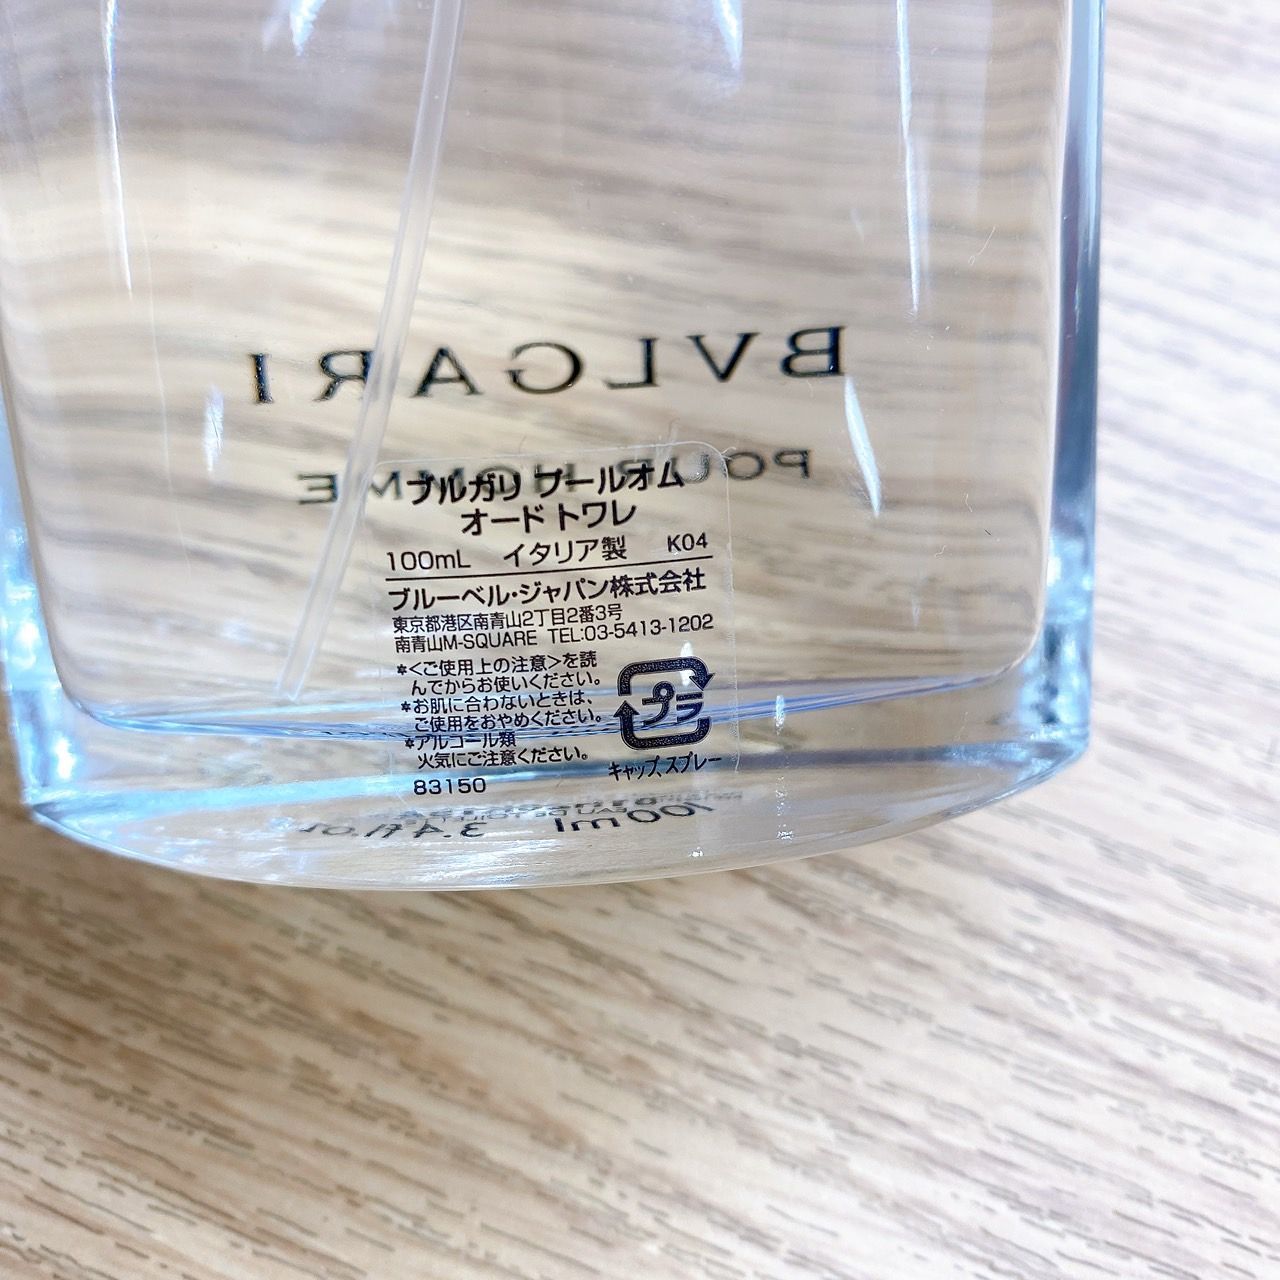 BVLGARI
POUR HOMME
ブルガリ プールオム
オード トワレ
100mL イタリア製 K04
ブルーベル・ジャパン株式会社
東京都港区南青山2丁目2番3号
南青山M-SQUARE TEL:03-5413-1202
*<ご使用上の注意>を読
んでからお使いください。
*お肌に合わないときは、
ご使用をおやめください。
*アルコール類
火気にご注意ください。
プラ
キャップ、スプレー
83150
100ml 3.4 fl.oz